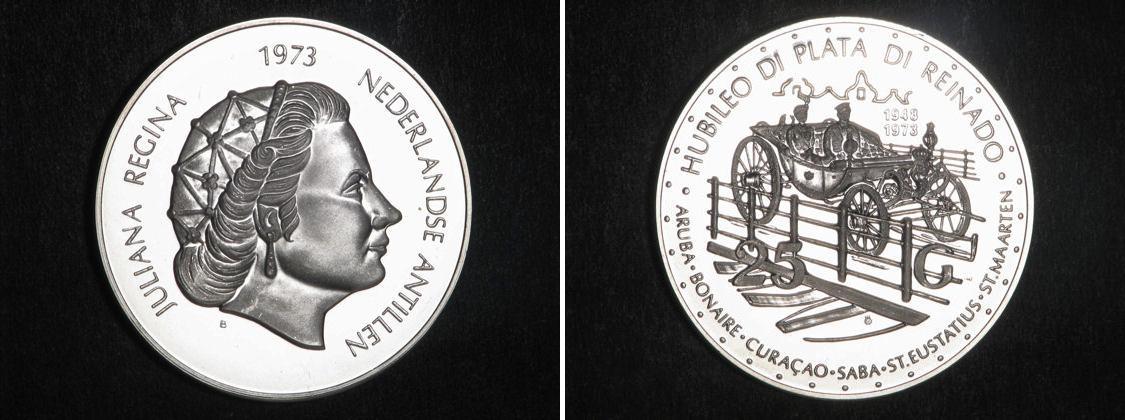 1973
JULIANA REGINA
NEDERLANDSE ANTILLEN
B
HUBILEO DI PLATA DI REINADO
1948
1973
25 G
ARUBA · BONAIRE · CURAÇAO · SABA · ST.EUSTATIUS · ST.MAARTEN